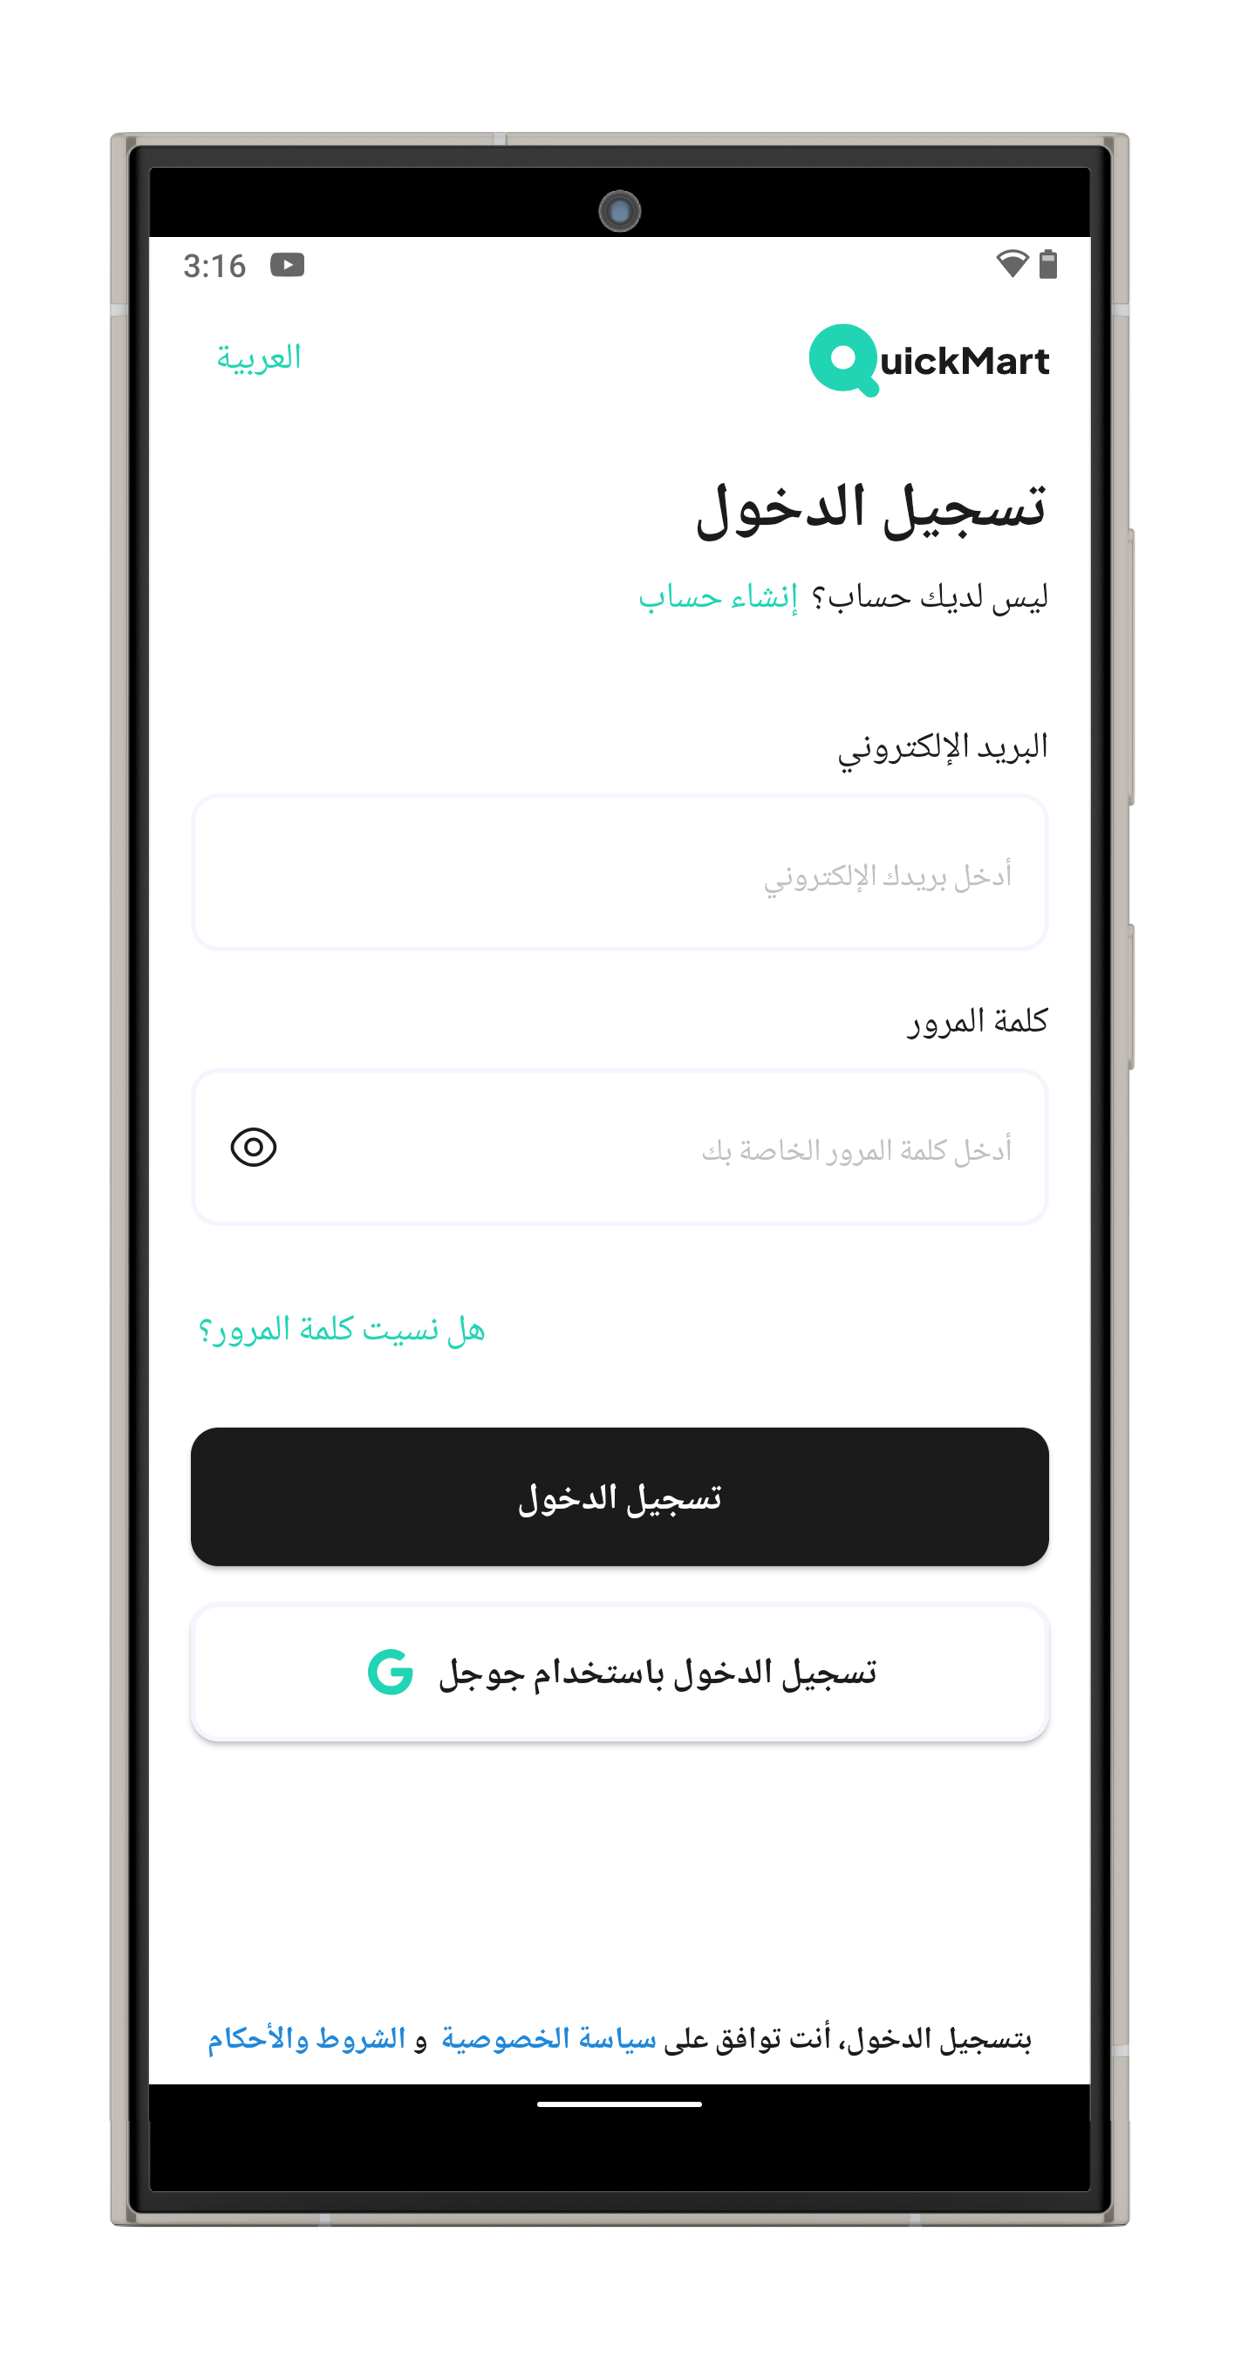 3:16
QuickMart
العربية
تسجيل الدخول
ليس لديك حساب؟ إنشاء حساب
البريد الإلكتروني
أدخل بريدك الإلكتروني
كلمة المرور
أدخل كلمة المرور الخاصة بك
هل نسيت كلمة المرور؟
تسجيل الدخول
تسجيل الدخول باستخدام جوجل
بتسجيل الدخول، أنت توافق على سياسة الخصوصية و الشروط والأحكام